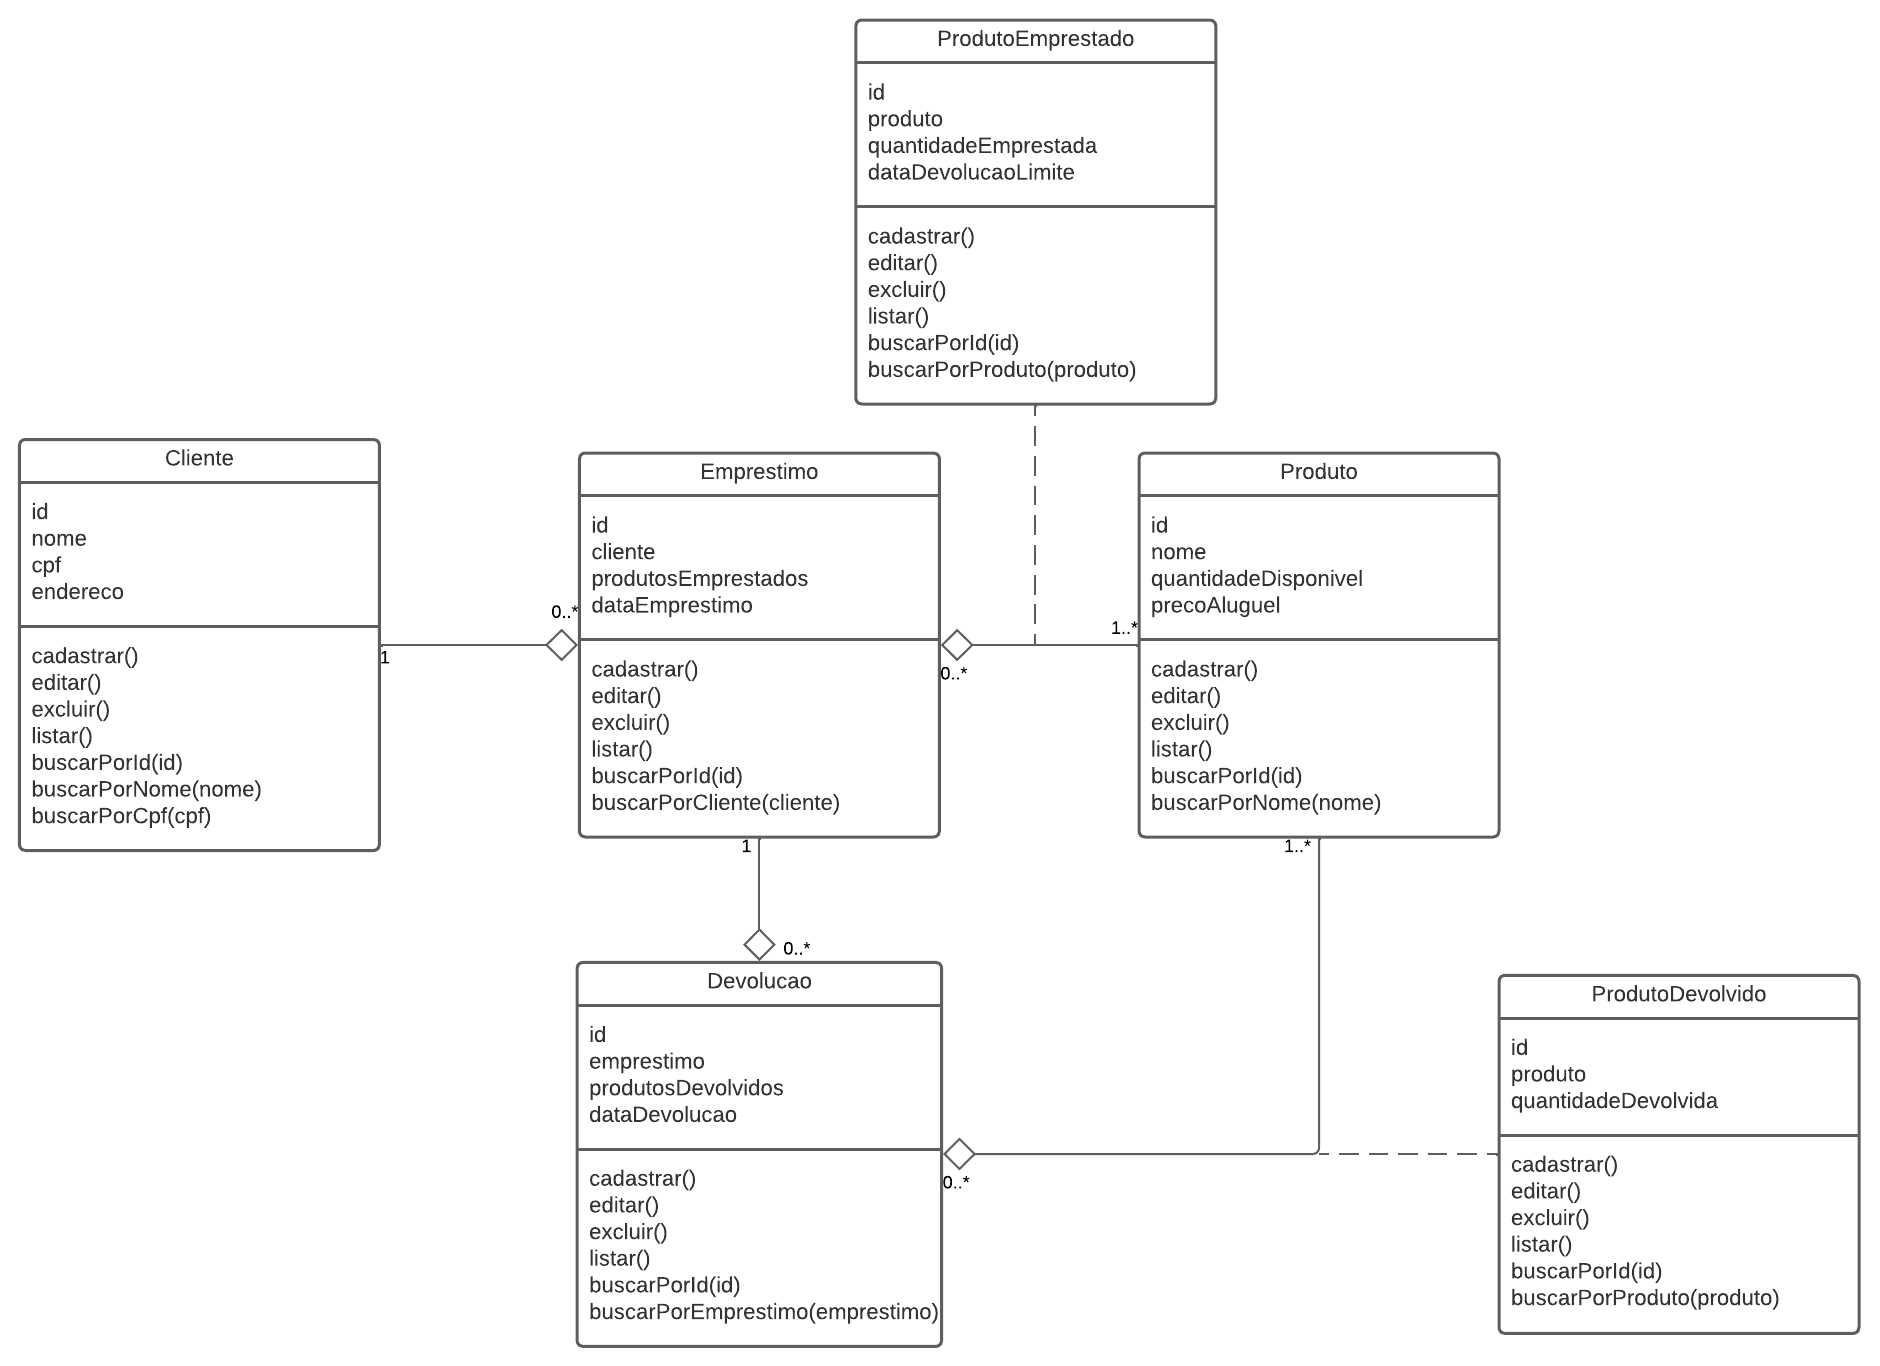 ProdutoEmprestado
id
produto
quantidadeEmprestada
dataDevolucaoLimite
cadastrar()
editar()
excluir()
listar()
buscarPorId(id)
buscarPorProduto(produto)
Cliente
id
nome
cpf
endereco
cadastrar()
editar()
excluir()
listar()
buscarPorId(id)
buscarPorNome(nome)
buscarPorCpf(cpf)
1
0..*
Emprestimo
id
cliente
produtosEmprestados
dataEmprestimo
cadastrar()
editar()
excluir()
listar()
buscarPorId(id)
buscarPorCliente(cliente)
0..*
1..*
Produto
id
nome
quantidadeDisponivel
precoAluguel
cadastrar()
editar()
excluir()
listar()
buscarPorId(id)
buscarPorNome(nome)
1
1..*
0..*
Devolucao
id
emprestimo
produtosDevolvidos
dataDevolucao
cadastrar()
editar()
excluir()
listar()
buscarPorId(id)
buscarPorEmprestimo(emprestimo)
0..*
ProdutoDevolvido
id
produto
quantidadeDevolvida
cadastrar()
editar()
excluir()
listar()
buscarPorId(id)
buscarPorProduto(produto)